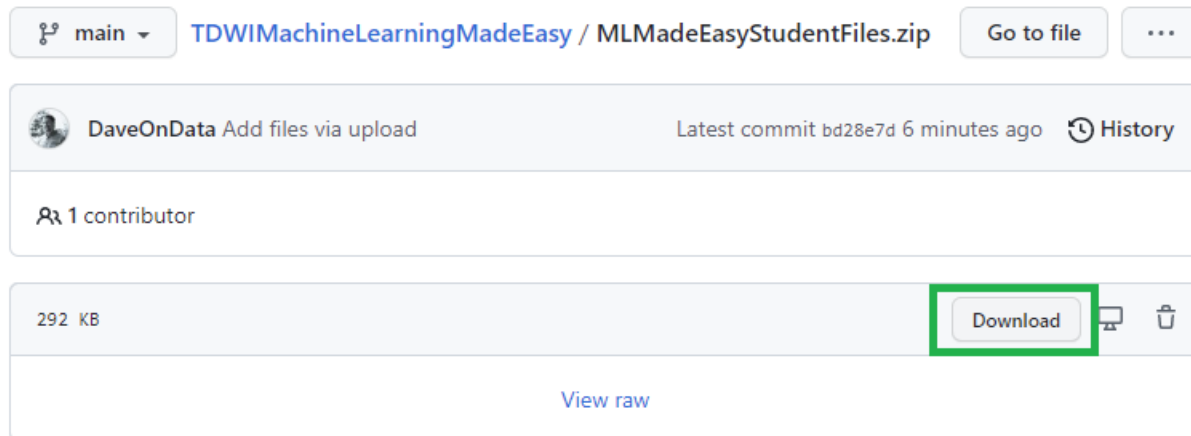 main
TDWIMachineLearningMadeEasy / MLMadeEasyStudentFiles.zip
Go to file
...
DaveOnData Add files via upload
Latest commit bd28e7d 6 minutes ago
History
1 contributor
292 KB
Download
View raw